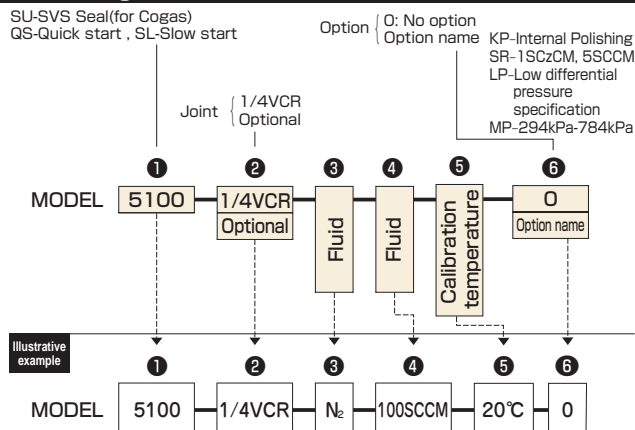 SU-SVS Seal(for Cogas)
QS-Quick start , SL-Slow start
Option
0: No option
Option name
KP-Internal Polishing
SR-1SCzCM, 5SCCM
LP-Low differential
pressure
specification
MP-294kPa-784kPa
Joint
1/4VCR
Optional
❶ ❷ ❸ ❹ ❺ ❻
MODEL 5100 1/4VCR Fluid Fluid Calibration temperature 0
Optional Option name
Illustrative
example
❶ ❷ ❸ ❹ ❺ ❻
MODEL 5100 1/4VCR N₂ 100SCCM 20℃ 0